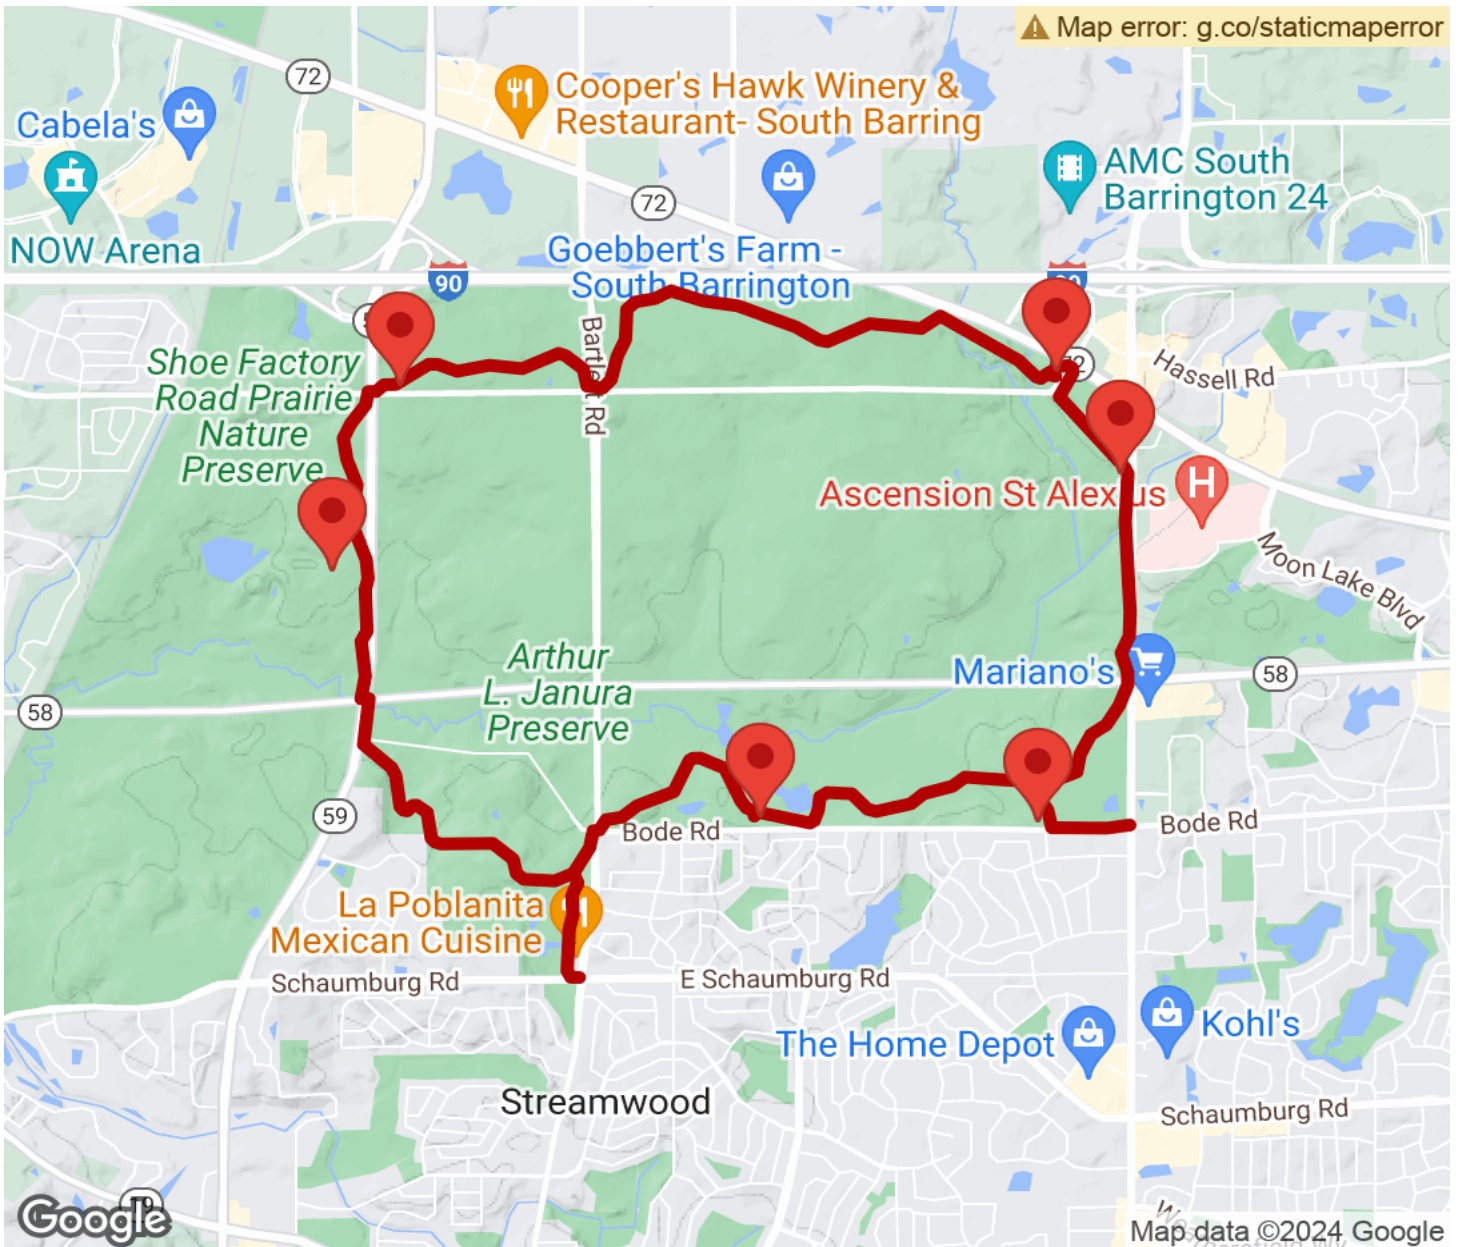 Map error: g.co/staticmaperror
72
Cooper's Hawk Winery &
Restaurant- South Barring
Cabela's
AMC South
Barrington 24
72
NOW Arena
Goebbert's Farm -
South Barrington
90
Bartlett Rd
Shoe Factory
Road Prairie
Nature
Preserve
72
Hassell Rd
Ascension St Alexius
H
Moon Lake Blvd
Arthur
L. Janura
Preserve
Mariano's
58
58
59
Bode Rd
Bode Rd
La Poblanita
Mexican Cuisine
Schaumburg Rd
E Schaumburg Rd
The Home Depot
Kohl's
Streamwood
Schaumburg Rd
19
Google
Map data ©2024 Google